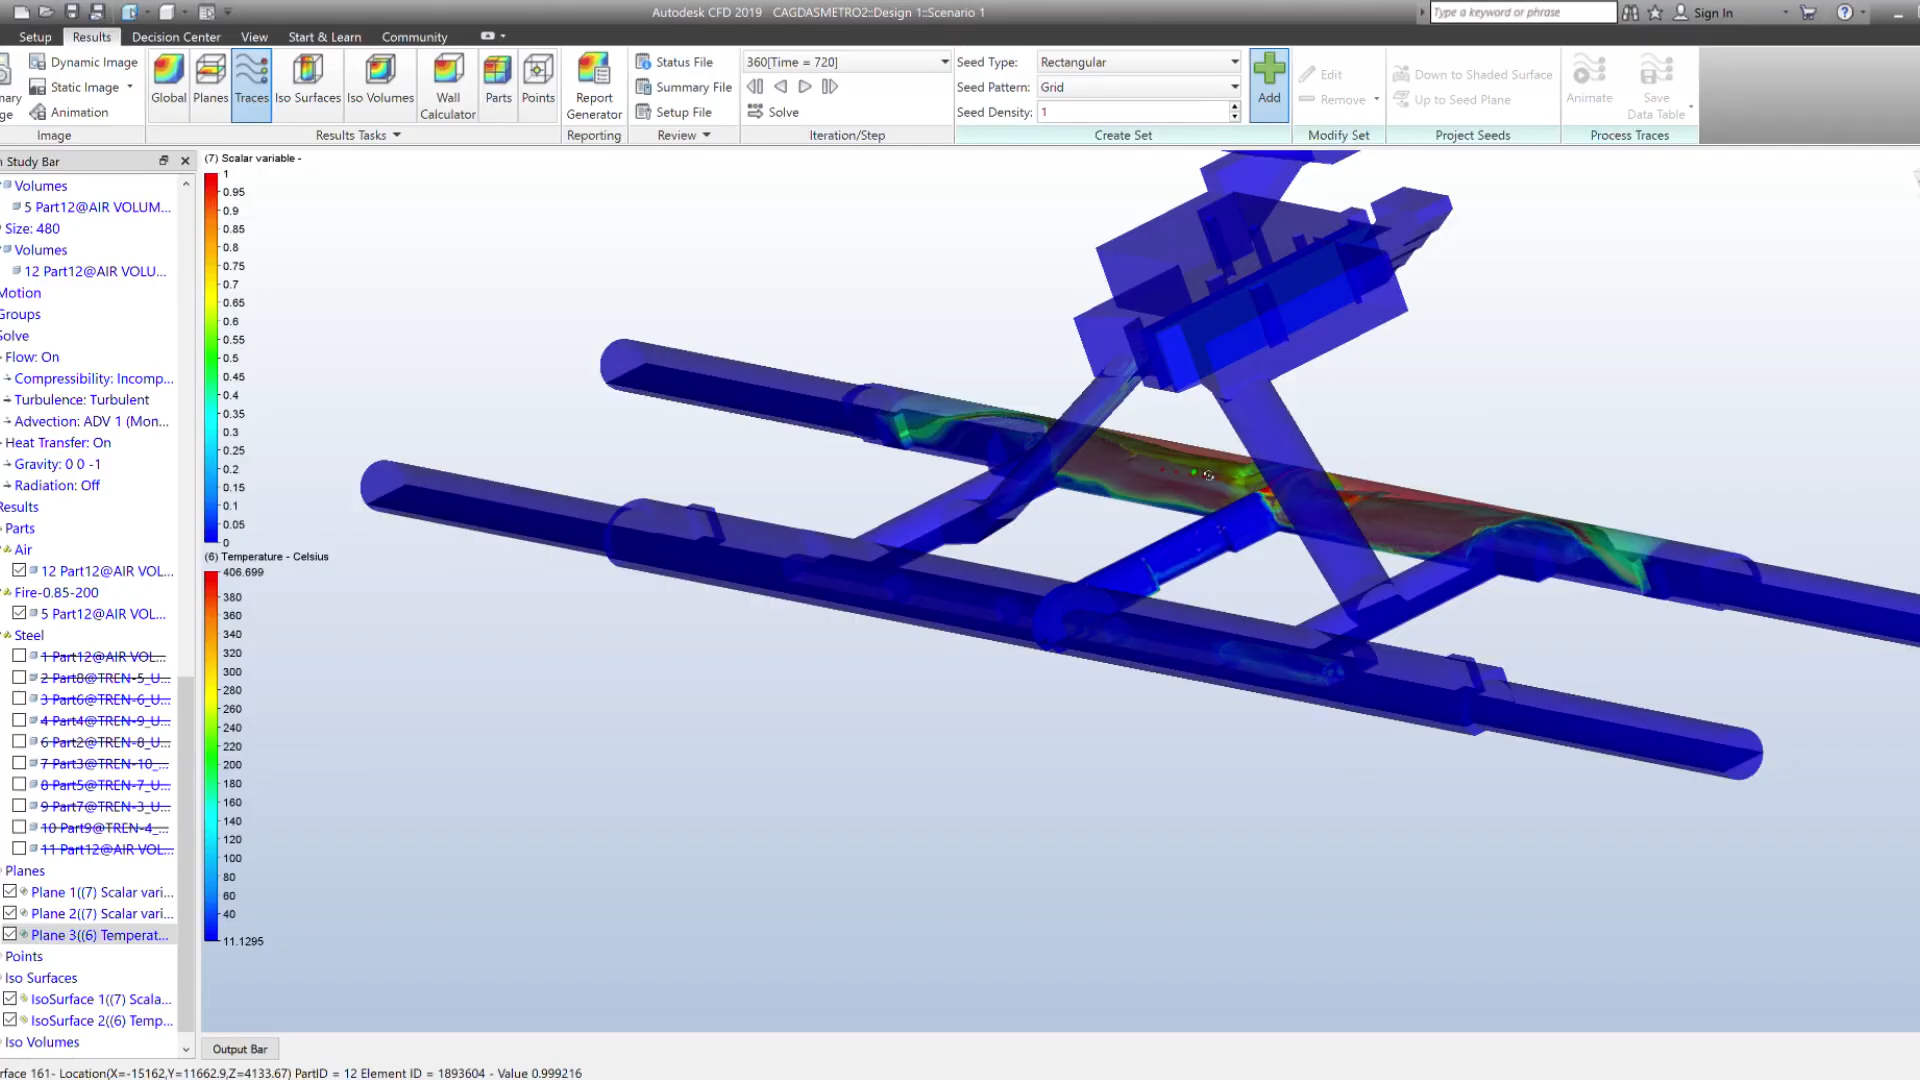 Autodesk CFD 2019 CAGDASMETRO2::Design 1::Scenario 1
Type a keyword or phrase
Sign In
Setup Results Decision Center View Start & Learn Community
Dynamic Image
Static Image
Animation
Image
Global
Planes
Traces
Iso Surfaces
Iso Volumes
Wall
Calculator
Parts
Points
Results Tasks
Report
Generator
Reporting
Status File
Summary File
Setup File
Review
360[Time = 720]
Solve
Iteration/Step
Seed Type: Rectangular
Seed Pattern: Grid
Seed Density: 1
Create Set
Add
Edit
Remove
Modify Set
Down to Shaded Surface
Up to Seed Plane
Project Seeds
Animate
Save
Data Table
Process Traces
Study Bar
Volumes
5 Part12@AIR VOLUM...
Size: 480
Volumes
12 Part12@AIR VOLU...
Motion
Groups
Solve
Flow: On
Compressibility: Incomp...
Turbulence: Turbulent
Advection: ADV 1 (Mon...
Heat Transfer: On
Gravity: 0 0 -1
Radiation: Off
Results
Parts
Air
12 Part12@AIR VOL...
Fire-0.85-200
5 Part12@AIR VOL...
Steel
1 Part12@AIR VOL...
2 Part8@TREN-5_U...
3 Part6@TREN-6_U...
4 Part4@TREN-9_U...
6 Part2@TREN-8_U...
7 Part3@TREN-10_...
8 Part5@TREN-7_U...
9 Part7@TREN-3_U...
10 Part9@TREN-4_...
11 Part12@AIR VOL...
Planes
Plane 1((7) Scalar vari...
Plane 2((7) Scalar vari...
Plane 3((6) Temperat...
Points
Iso Surfaces
IsoSurface 1((7) Scala...
IsoSurface 2((6) Temp...
Iso Volumes
(7) Scalar variable -
1
0.95
0.9
0.85
0.8
0.75
0.7
0.65
0.6
0.55
0.5
0.45
0.4
0.35
0.3
0.25
0.2
0.15
0.1
0.05
0
(6) Temperature - Celsius
406.699
380
360
340
320
300
280
260
240
220
200
180
160
140
120
100
80
60
40
11.1295
Output Bar
rface 161- Location(X=-15162,Y=11662.9,Z=4133.67) PartID = 12 Element ID = 1893604 - Value 0.999216